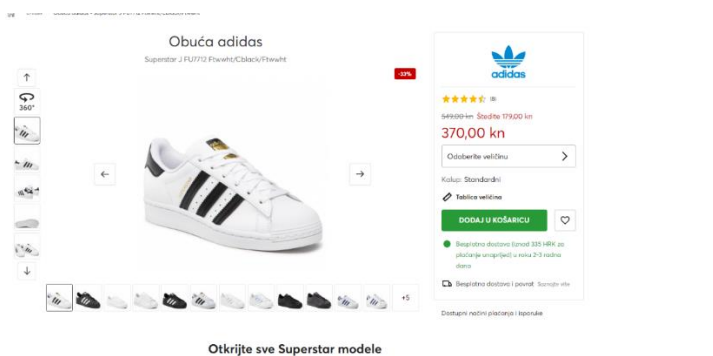 Obuća adidas
Superstar J FU7712 Ftwwht/Cblack/Ftwwht
-33%
360°
+5
adidas
549,00 kn Štedite 179,00 kn
370,00 kn
Odaberite veličinu
Kalup: Standardni
Tablica veličina
DODAJ U KOŠARICU
Besplatna dostava (iznad 335 HRK za
plaćanje unaprijed) u roku 2-3 radna
dana
Besplatna dostava i povrat Saznajte više
Dostupni načini plaćanja i isporuke
Otkrijte sve Superstar modele